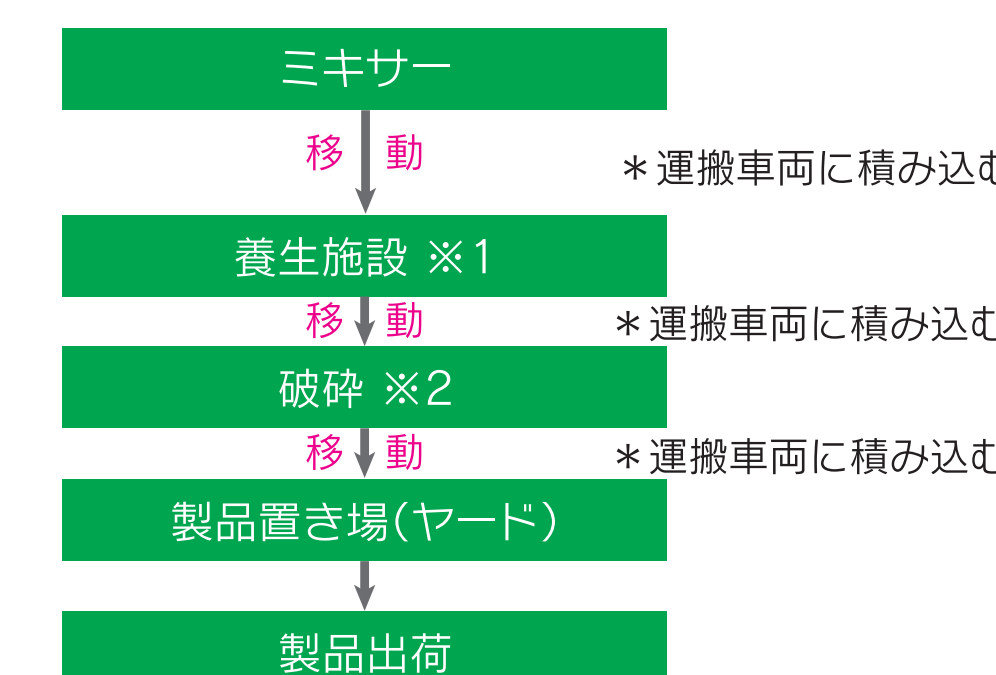 ミキサー
移 動
＊運搬車両に積み込む
養生施設 ※1
移 動
＊運搬車両に積み込む
破砕 ※2
移 動
＊運搬車両に積み込む
製品置き場(ヤード)
製品出荷